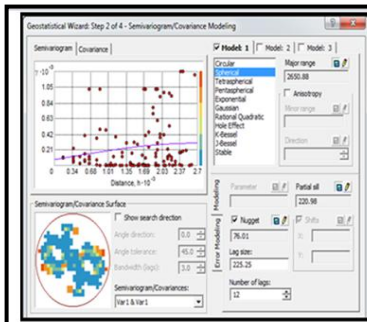 Geostatistical Wizard: Step 2 of 4 - Semivariogram/Covariance Modeling
Semivariogram
Covariance
1.05
0.84
0.63
0.42
0.21
0 0.34 0.68 1.01 1.35 1.69 2.03 2.36 2.7
Distance, h ·10⁻³
Semivariogram/Covariance Surface
Show search direction
Angle direction: 0.0
Angle tolerance: 45.0
Bandwidth (lags): 3.0
Semivariogram/Covariances:
Var1 & Var1
Model: 1
Model: 2
Model: 3
Circular
Spherical
Tetraspherical
Pentaspherical
Exponential
Gaussian
Rational Quadratic
Hole Effect
K-Bessel
J-Bessel
Stable
Major range
2650.88
Anisotropy
Minor range
Direction
Modeling
Error Modeling
Parameter
Partial sill
220.98
Nugget
76.01
Shifts
X:
Y:
Lag size:
225.25
Number of lags:
12